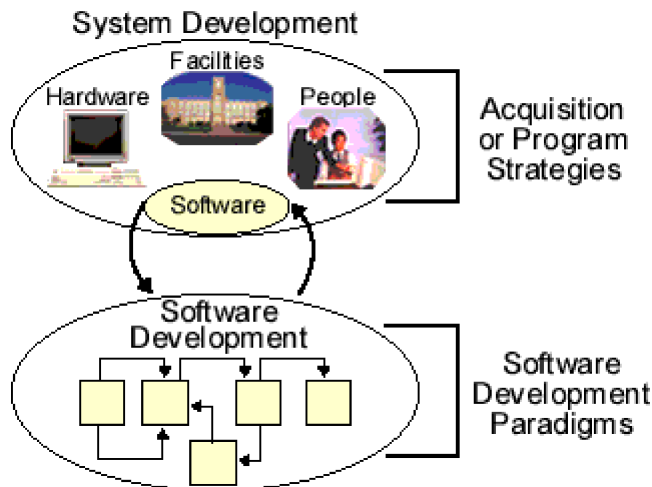 System Development
Facilities
Hardware
People
Software
Acquisition
or Program
Strategies
Software
Development
Software
Development
Paradigms